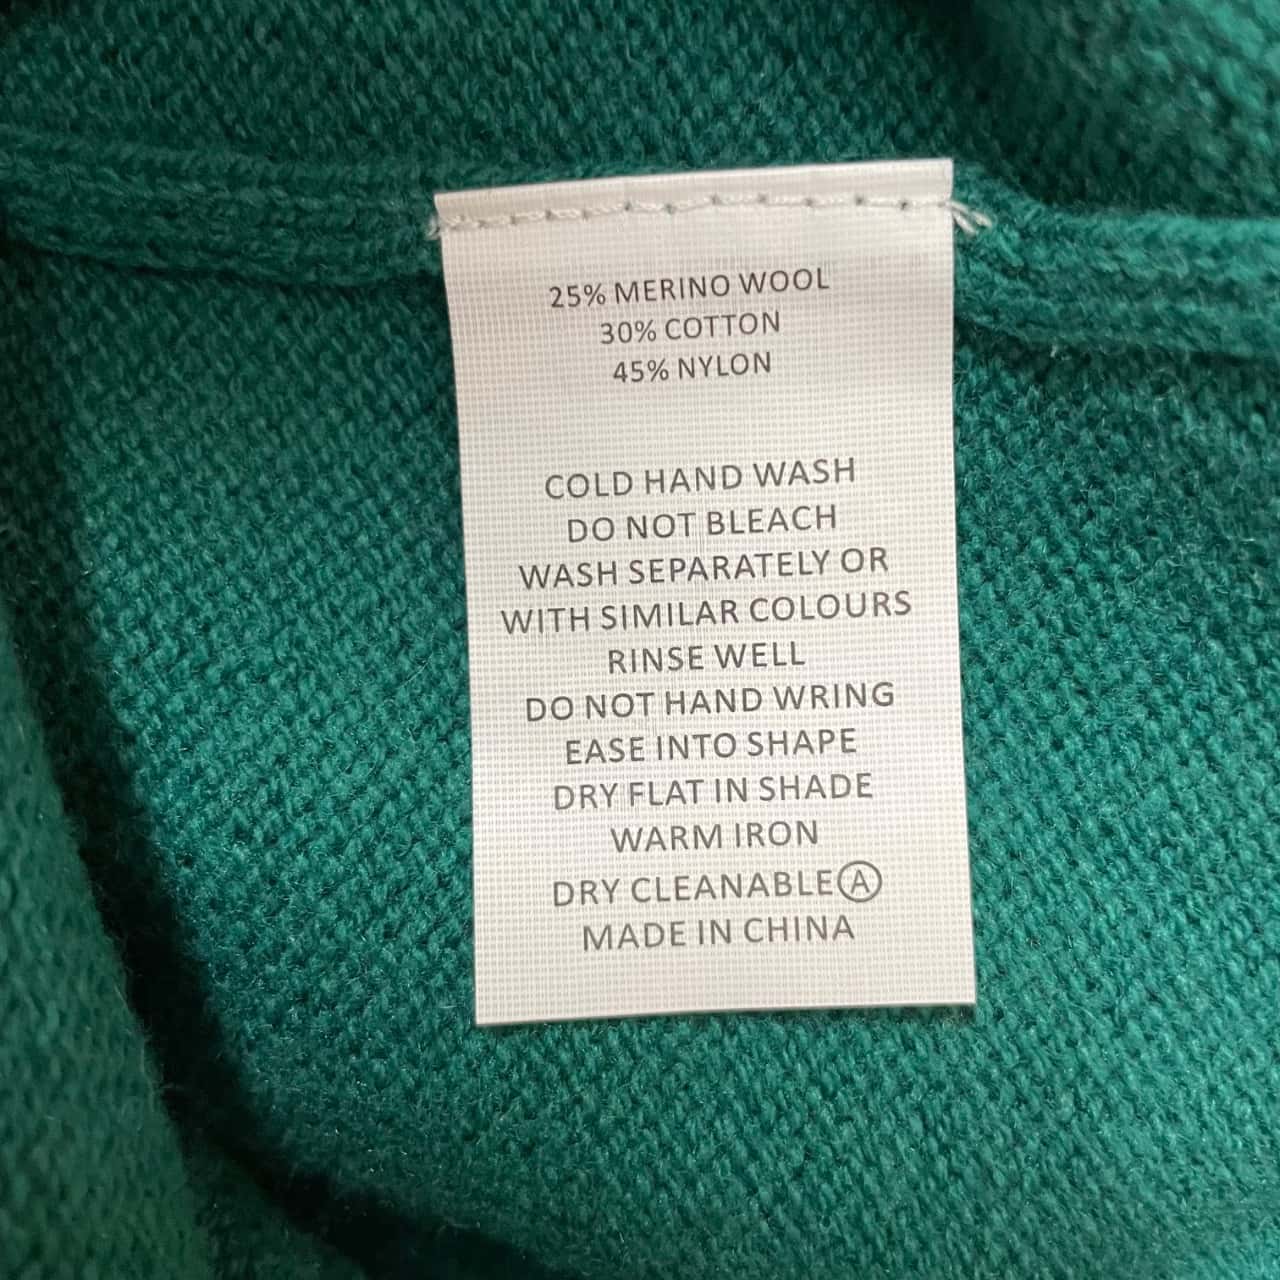 25% MERINO WOOL
30% COTTON
45% NYLON
COLD HAND WASH
DO NOT BLEACH
WASH SEPARATELY OR
WITH SIMILAR COLOURS
RINSE WELL
DO NOT HAND WRING
EASE INTO SHAPE
DRY FLAT IN SHADE
WARM IRON
DRY CLEANABLEⒶ
MADE IN CHINA